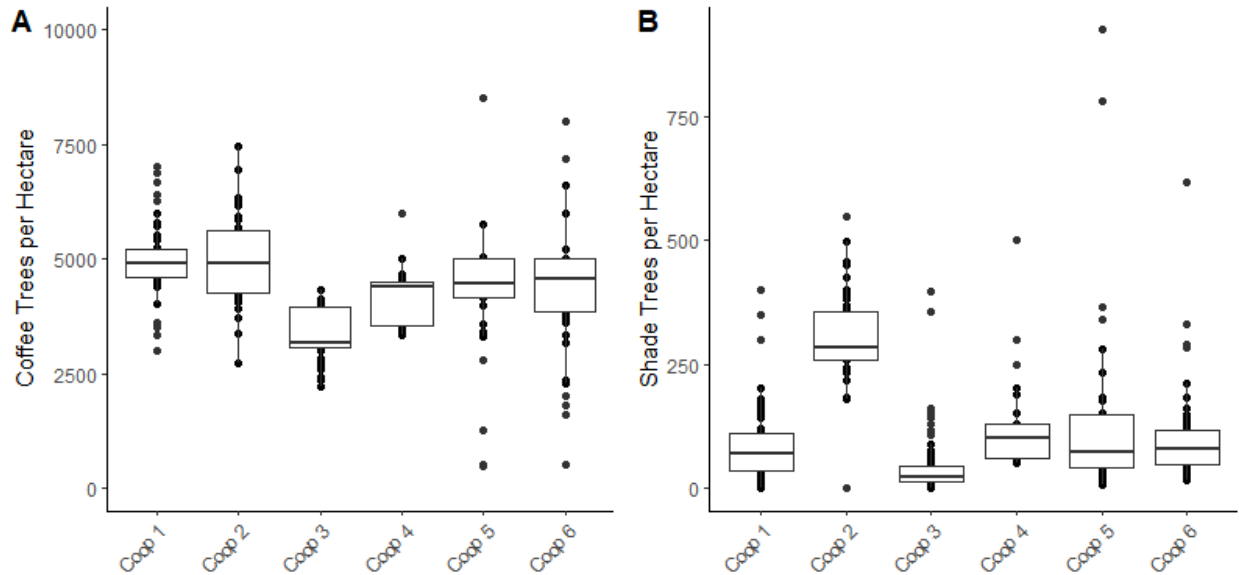 A
Coffee Trees per Hectare
10000
7500
5000
2500
0
Coop 1
Coop 2
Coop 3
Coop 4
Coop 5
Coop 6
B
Shade Trees per Hectare
750
500
250
0
Coop 1
Coop 2
Coop 3
Coop 4
Coop 5
Coop 6